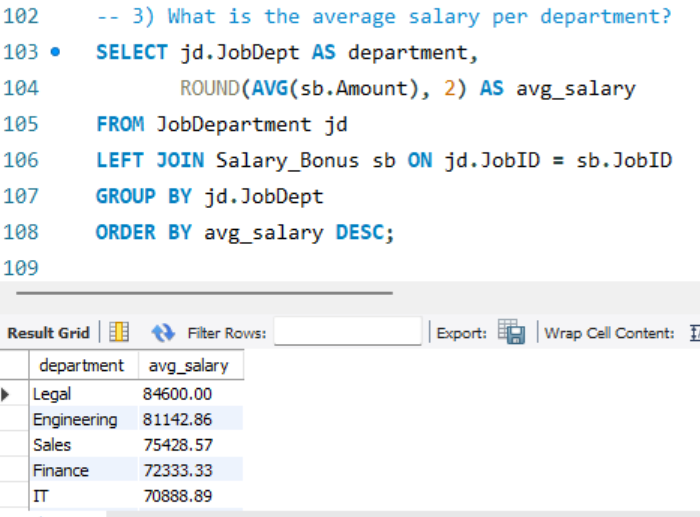 102 -- 3) What is the average salary per department?
103 SELECT jd.JobDept AS department,
104 ROUND(AVG(sb.Amount), 2) AS avg_salary
105 FROM JobDepartment jd
106 LEFT JOIN Salary_Bonus sb ON jd.JobID = sb.JobID
107 GROUP BY jd.JobDept
108 ORDER BY avg_salary DESC;
109
Result Grid Filter Rows: Export: Wrap Cell Content:
department avg_salary
Legal 84600.00
Engineering 81142.86
Sales 75428.57
Finance 72333.33
IT 70888.89